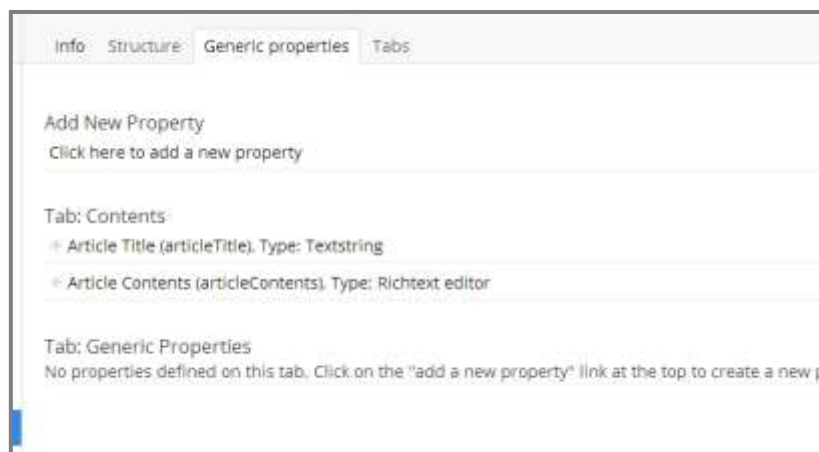 Info Structure Generic properties Tabs
Add New Property
Click here to add a new property
Tab: Contents
Article Title (articleTitle), Type: Textstring
Article Contents (articleContents), Type: Richtext editor
Tab: Generic Properties
No properties defined on this tab. Click on the "add a new property" link at the top to create a new